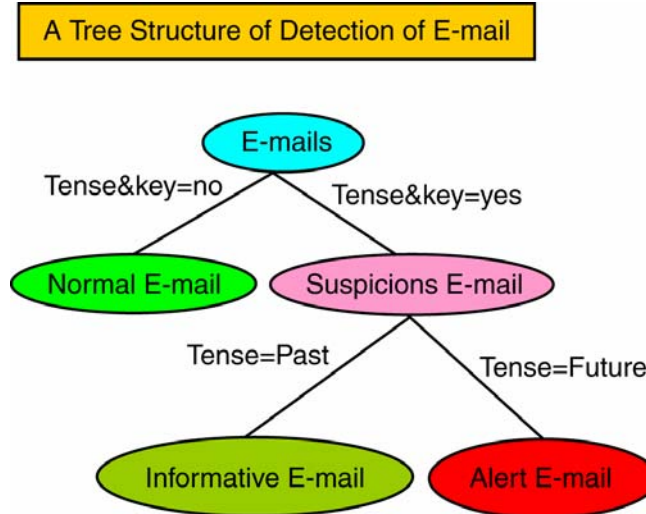 A Tree Structure of Detection of E-mail
E-mails
Tense&key=no
Tense&key=yes
Normal E-mail
Suspicions E-mail
Tense=Past
Tense=Future
Informative E-mail
Alert E-mail